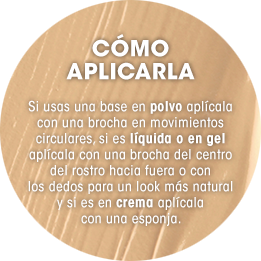 CÓMO
APLICARLA
Si usas una base en polvo aplícala
con una brocha en movimientos
circulares, si es líquida o en gel
aplícala con una brocha del centro
del rostro hacia fuera o con
los dedos para un look más natural
y si es en crema aplícala
con una esponja.